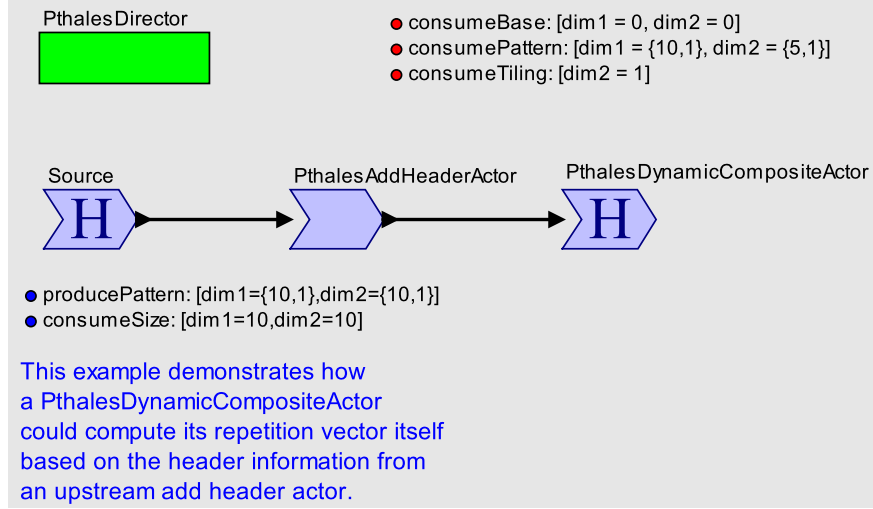 PthalesDirector
consumeBase: [dim1 = 0, dim2 = 0]
consumePattern: [dim1 = {10,1}, dim2 = {5,1}]
consumeTiling: [dim2 = 1]
Source
PthalesAddHeaderActor
PthalesDynamicCompositeActor
H
H
producePattern: [dim1={10,1},dim2={10,1}]
consumeSize: [dim1=10,dim2=10]
This example demonstrates how
a PthalesDynamicCompositeActor
could compute its repetition vector itself
based on the header information from
an upstream add header actor.